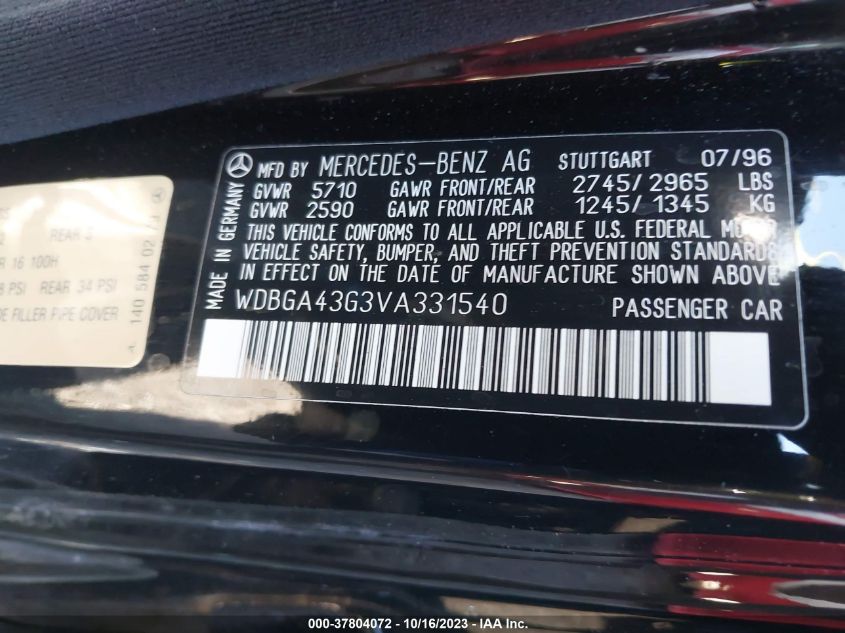 MFD BY MERCEDES-BENZ AG STUTTGART 07/96
GVWR 5710 GAWR FRONT/REAR 2745/2965 LBS
GVWR 2590 GAWR FRONT/REAR 1245/1345 KG
THIS VEHICLE CONFORMS TO ALL APPLICABLE U.S. FEDERAL MOTOR
VEHICLE SAFETY, BUMPER, AND THEFT PREVENTION STANDARDS
IN EFFECT ON THE DATE OF MANUFACTURE SHOWN ABOVE
WDBGA43G3VA331540 PASSENGER CAR
MADE IN GERMANY
REAR 3
R 16 100H
PSI REAR 34 PSI
FILLER PIPE COVER
A 140 584 02
000-37804072 - 10/16/2023 - IAA Inc.